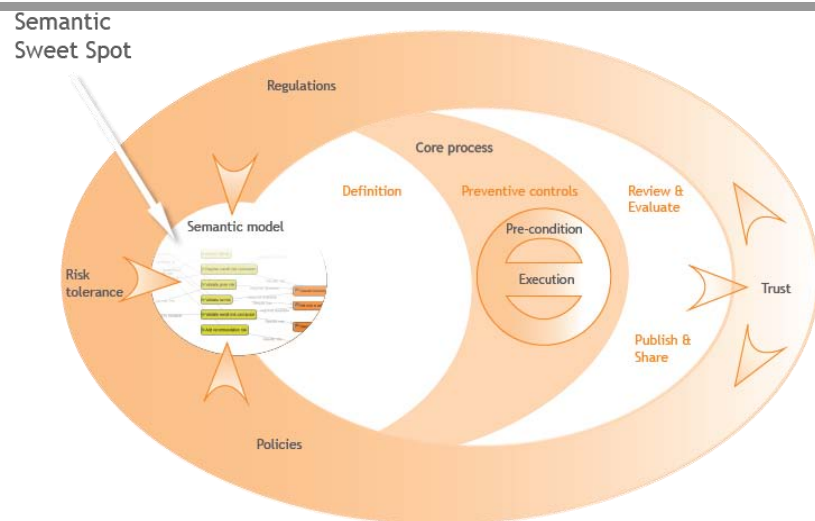 Semantic
Sweet Spot
Regulations
Core process
Definition
Preventive controls
Review &
Evaluate
Semantic model
Pre-condition
Risk
tolerance
Execution
Trust
Publish &
Share
Policies